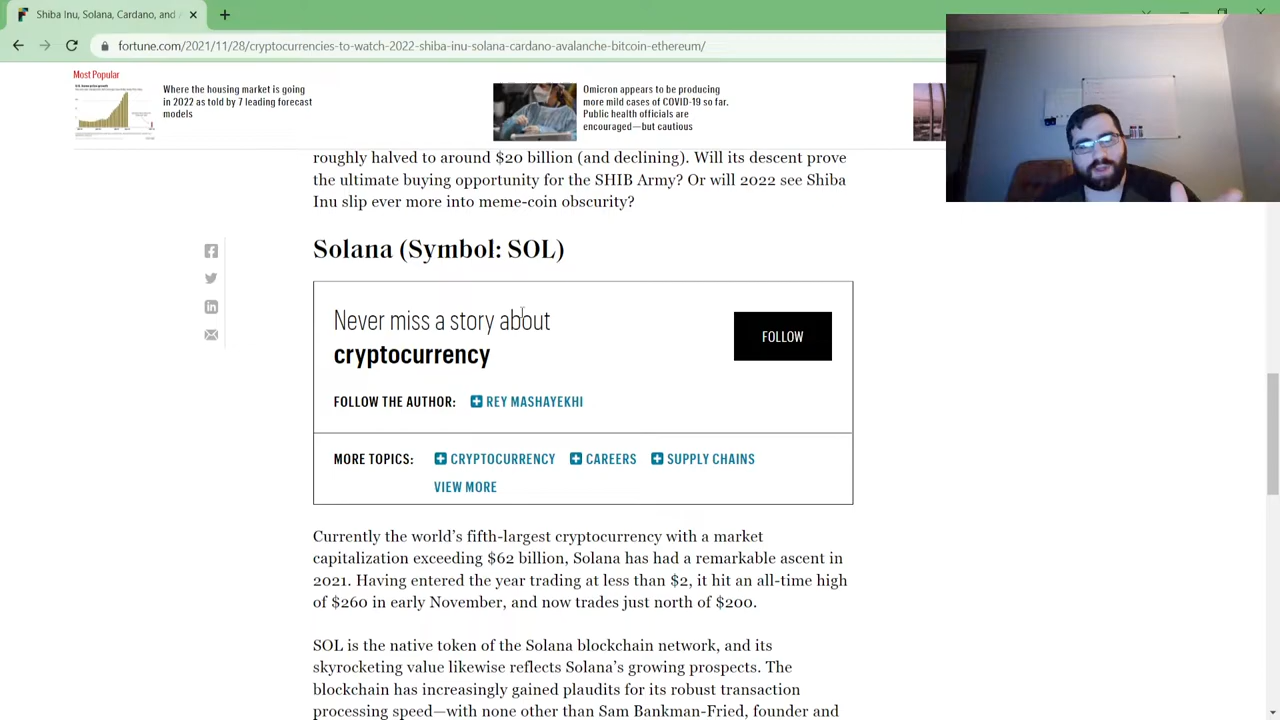 Shiba Inu, Solana, Cardano, and
fortune.com/2021/11/28/cryptocurrencies-to-watch-2022-shiba-inu-solana-cardano-avalanche-bitcoin-ethereum/
Most Popular
Where the housing market is going
in 2022 as told by 7 leading forecast
models
Omicron appears to be producing
more mild cases of COVID-19 so far.
Public health officials are
encouraged—but cautious
roughly halved to around $20 billion (and declining). Will its descent prove
the ultimate buying opportunity for the SHIB Army? Or will 2022 see Shiba
Inu slip ever more into meme-coin obscurity?
Solana (Symbol: SOL)
Never miss a story about
cryptocurrency
FOLLOW
FOLLOW THE AUTHOR: REY MASHAYEKHI
MORE TOPICS: CRYPTOCURRENCY CAREERS SUPPLY CHAINS
VIEW MORE
Currently the world's fifth-largest cryptocurrency with a market
capitalization exceeding $62 billion, Solana has had a remarkable ascent in
2021. Having entered the year trading at less than $2, it hit an all-time high
of $260 in early November, and now trades just north of $200.
SOL is the native token of the Solana blockchain network, and its
skyrocketing value likewise reflects Solana's growing prospects. The
blockchain has increasingly gained plaudits for its robust transaction
processing speed—with none other than Sam Bankman-Fried, founder and